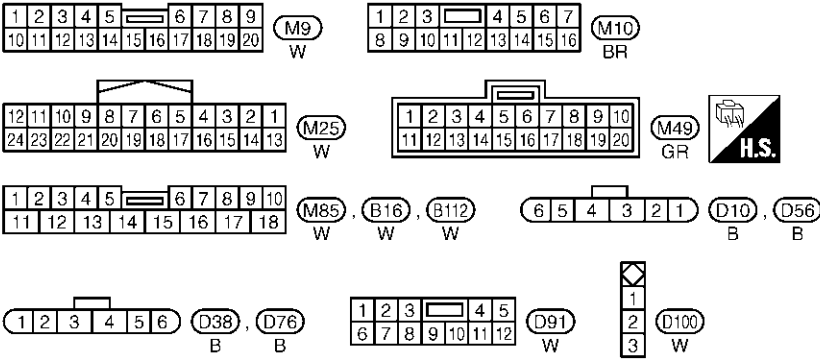 1 2 3 4 5 6 7 8 9
10 11 12 13 14 15 16 17 18 19 20
M9
W
1 2 3 4 5 6 7
8 9 10 11 12 13 14 15 16
M10
BR
12 11 10 9 8 7 6 5 4 3 2 1
24 23 22 21 20 19 18 17 16 15 14 13
M25
W
1 2 3 4 5 6 7 8 9 10
11 12 13 14 15 16 17 18 19 20
M49
GR
H.S.
1 2 3 4 5 6 7 8 9 10
11 12 13 14 15 16 17 18
M85 , B16 , B112
W W W
6 5 4 3 2 1
D10 , D56
B B
1 2 3 4 5 6
D38 , D76
B B
1 2 3 4 5
6 7 8 9 10 11 12
D91
W
1
2
3
D100
W